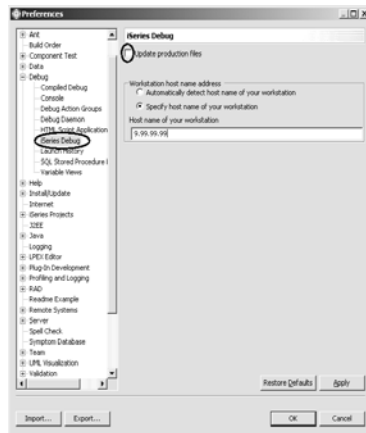 Preferences
Ant
Build Order
Component Test
Data
Debug
Compiled Debug
Console
Debug Action Groups
Debug Daemon
HTML Script Application
iSeries Debug
Launch History
SQL Stored Procedure
Variable Views
Help
Install/Update
Internet
iSeries Projects
J2EE
Java
Logging
LPEX Editor
Plug-In Development
Profiling and Logging
RAD
Readme Example
Remote Systems
Server
Spell Check
Symptom Database
Team
UML Visualization
Validation
iSeries Debug
Update production files
Workstation host name address
Automatically detect host name of your workstation
Specify host name of your workstation
Host name of your workstation
9.99.99.99
Restore Defaults Apply
Import... Export... OK Cancel